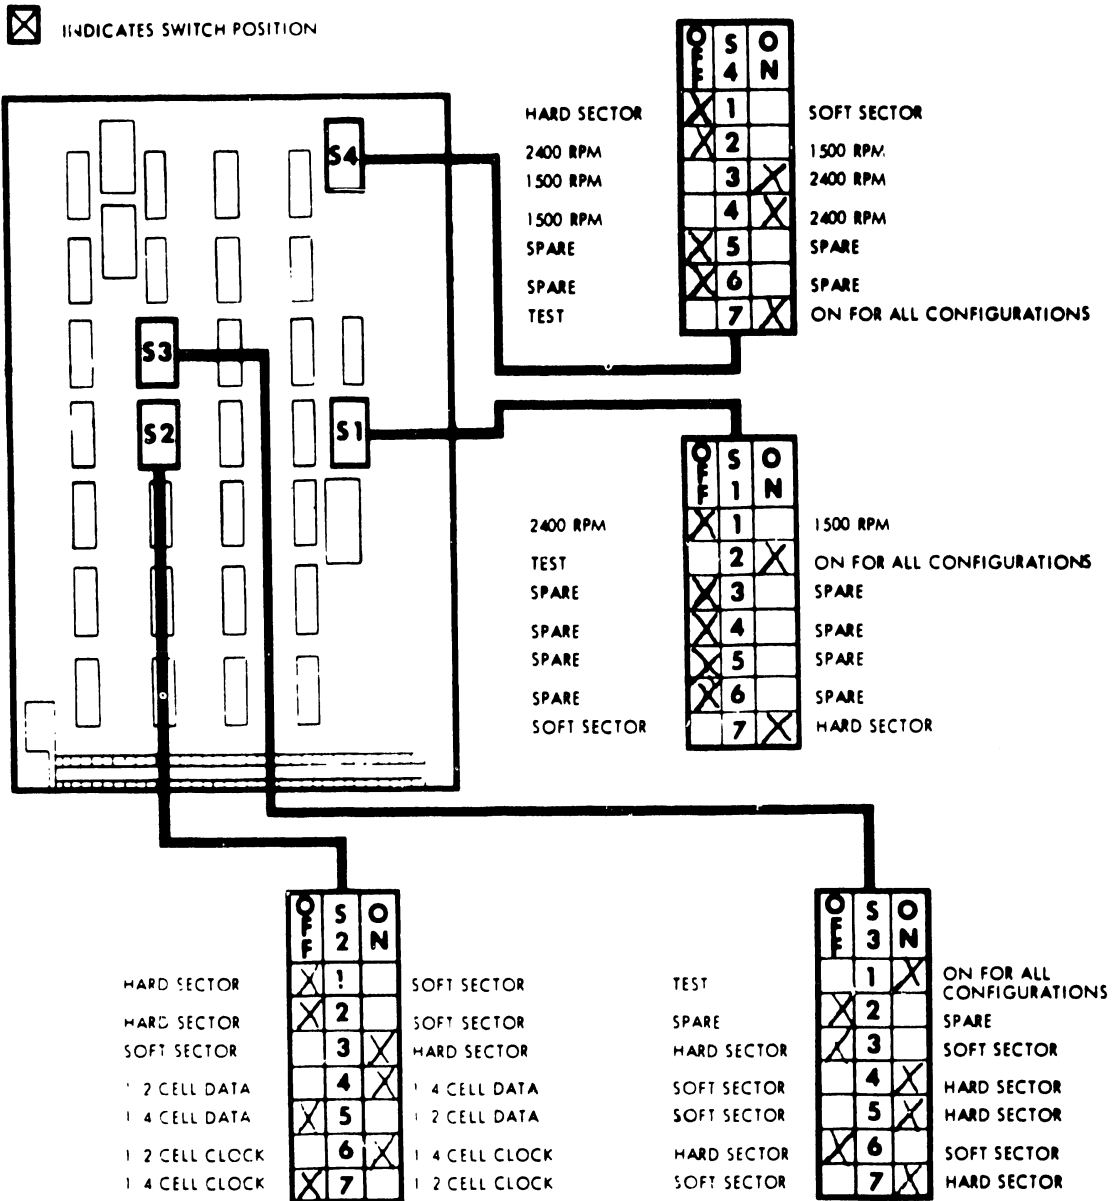 INDICATES SWITCH POSITION
OFF S4 ON
HARD SECTOR 1 SOFT SECTOR
2400 RPM 2 1500 RPM
1500 RPM 3 2400 RPM
1500 RPM 4 2400 RPM
SPARE 5 SPARE
SPARE 6 SPARE
TEST 7 ON FOR ALL CONFIGURATIONS
S4
S3
S2
S1
OFF S1 ON
2400 RPM 1 1500 RPM
TEST 2 ON FOR ALL CONFIGURATIONS
SPARE 3 SPARE
SPARE 4 SPARE
SPARE 5 SPARE
SPARE 6 SPARE
SOFT SECTOR 7 HARD SECTOR
OFF S2 ON
HARD SECTOR 1 SOFT SECTOR
HARD SECTOR 2 SOFT SECTOR
SOFT SECTOR 3 HARD SECTOR
1 2 CELL DATA 4 1 4 CELL DATA
1 4 CELL DATA 5 1 2 CELL DATA
1 2 CELL CLOCK 6 1 4 CELL CLOCK
1 4 CELL CLOCK 7 1 2 CELL CLOCK
OFF S3 ON
TEST 1 ON FOR ALL
CONFIGURATIONS
SPARE 2 SPARE
HARD SECTOR 3 SOFT SECTOR
SOFT SECTOR 4 HARD SECTOR
SOFT SECTOR 5 HARD SECTOR
HARD SECTOR 6 SOFT SECTOR
SOFT SECTOR 7 HARD SECTOR